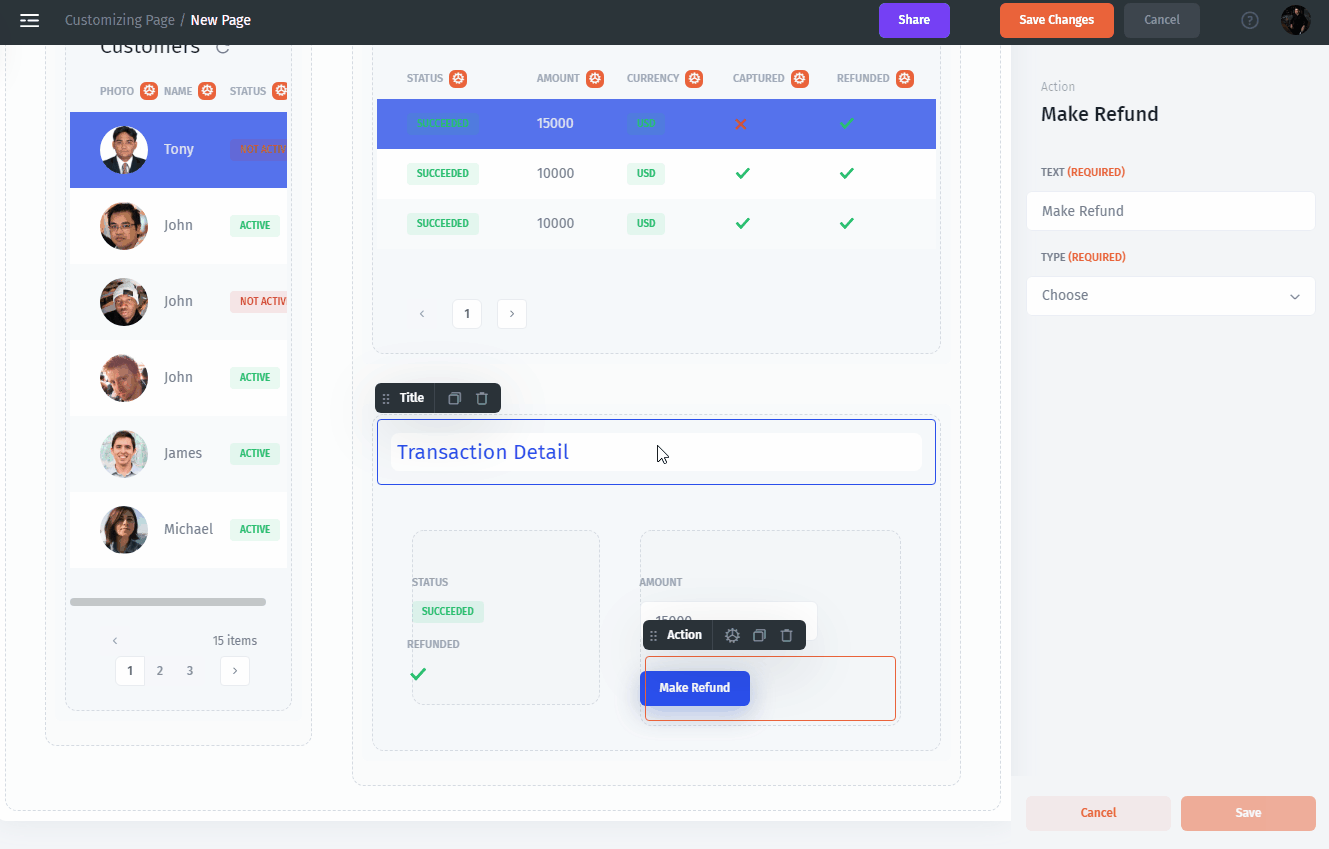 Customizing Page / New Page
Share
Save Changes
Cancel
?
Customers
PHOTO NAME STATUS
Tony NOT ACTIV
John ACTIVE
John NOT ACTIV
John ACTIVE
James ACTIVE
Michael ACTIVE
15 items
1 2 3
STATUS AMOUNT CURRENCY CAPTURED REFUNDED
SUCCEEDED 15000 USD
SUCCEEDED 10000 USD
SUCCEEDED 10000 USD
1
Title
Transaction Detail
STATUS
SUCCEEDED
REFUNDED
AMOUNT
15000
Action
Make Refund
Action
Make Refund
TEXT (REQUIRED)
Make Refund
TYPE (REQUIRED)
Choose
Cancel
Save